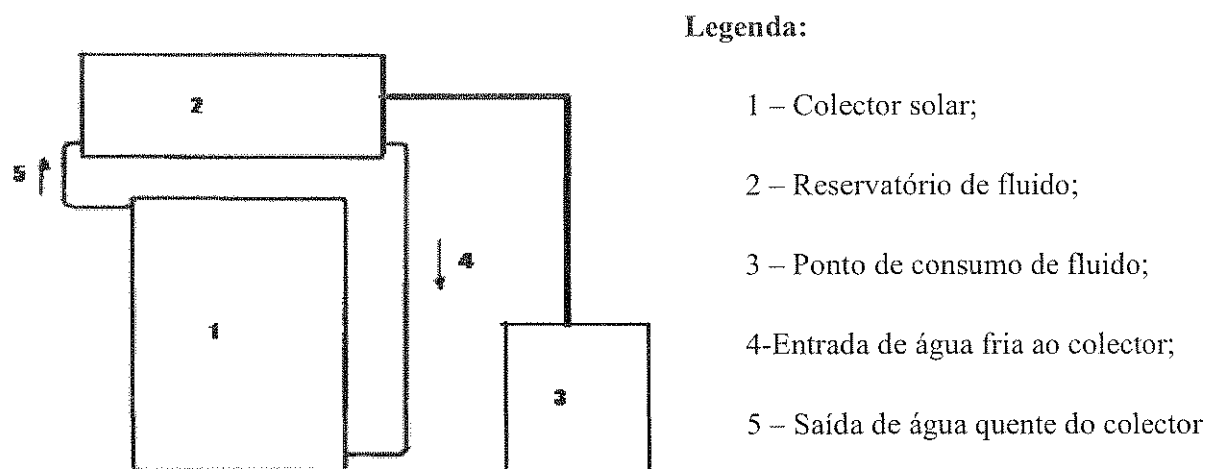 Legenda:
1 – Colector solar;
2 – Reservatório de fluido;
3 – Ponto de consumo de fluido;
4-Entrada de água fria ao colector;
5 – Saída de água quente do colector
2
5
4
1
3